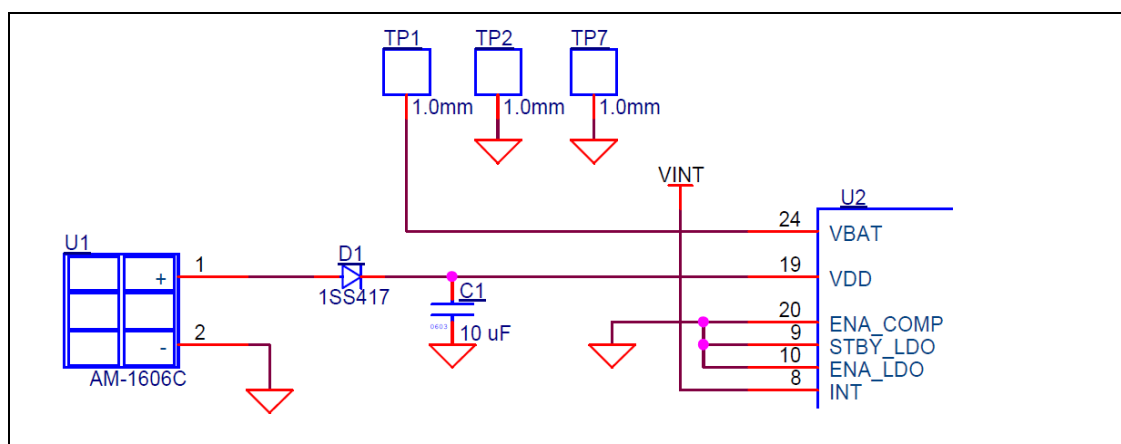 TP1 TP2 TP7
1.0mm 1.0mm 1.0mm
VINT
U2
24 VBAT
U1 D1
1 + 19 VDD
1SS417 C1
0603 10 uF
20 ENA_COMP
2 - 9 STBY_LDO
10 ENA_LDO
AM-1606C 8 INT